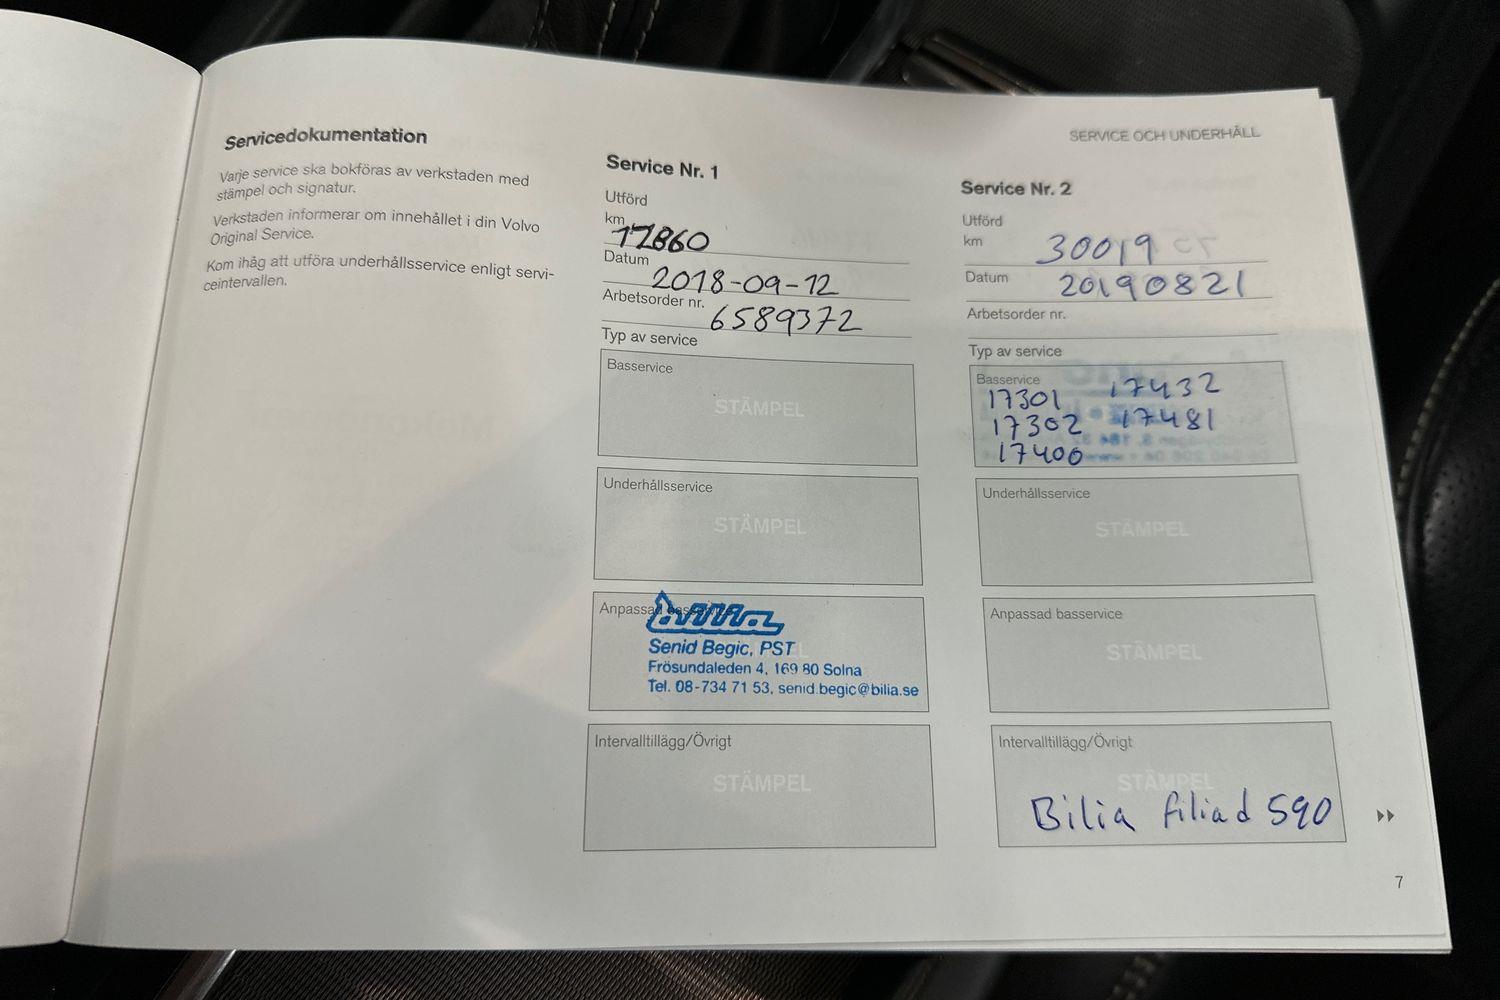 Servicedokumentation
Varje service ska bokföras av verkstaden med
stämpel och signatur.
Verkstaden informerar om innehållet i din Volvo
Original Service.
Kom ihåg att utföra underhållsservice enligt servi-
ceintervallen.
Service Nr. 1
Utförd
km 17860
Datum 2018-09-12
Arbetsorder nr. 6589372
Typ av service
Basservice
STÄMPEL
Underhållsservice
STÄMPEL
Anpassad basservice
bilia
Senid Begic, PST
Frösundaleden 4, 169 80 Solna
Tel. 08-734 71 53, senid.begic@bilia.se
Intervalltillägg/Övrigt
STÄMPEL
SERVICE OCH UNDERHÅLL
Service Nr. 2
Utförd
km 30019
Datum 20190821
Arbetsorder nr.
Typ av service
Basservice
17301 17432
17302 17481
17400
Underhållsservice
STÄMPEL
Anpassad basservice
STÄMPEL
Intervalltillägg/Övrigt
STÄMPEL
Bilia filiad 590
7